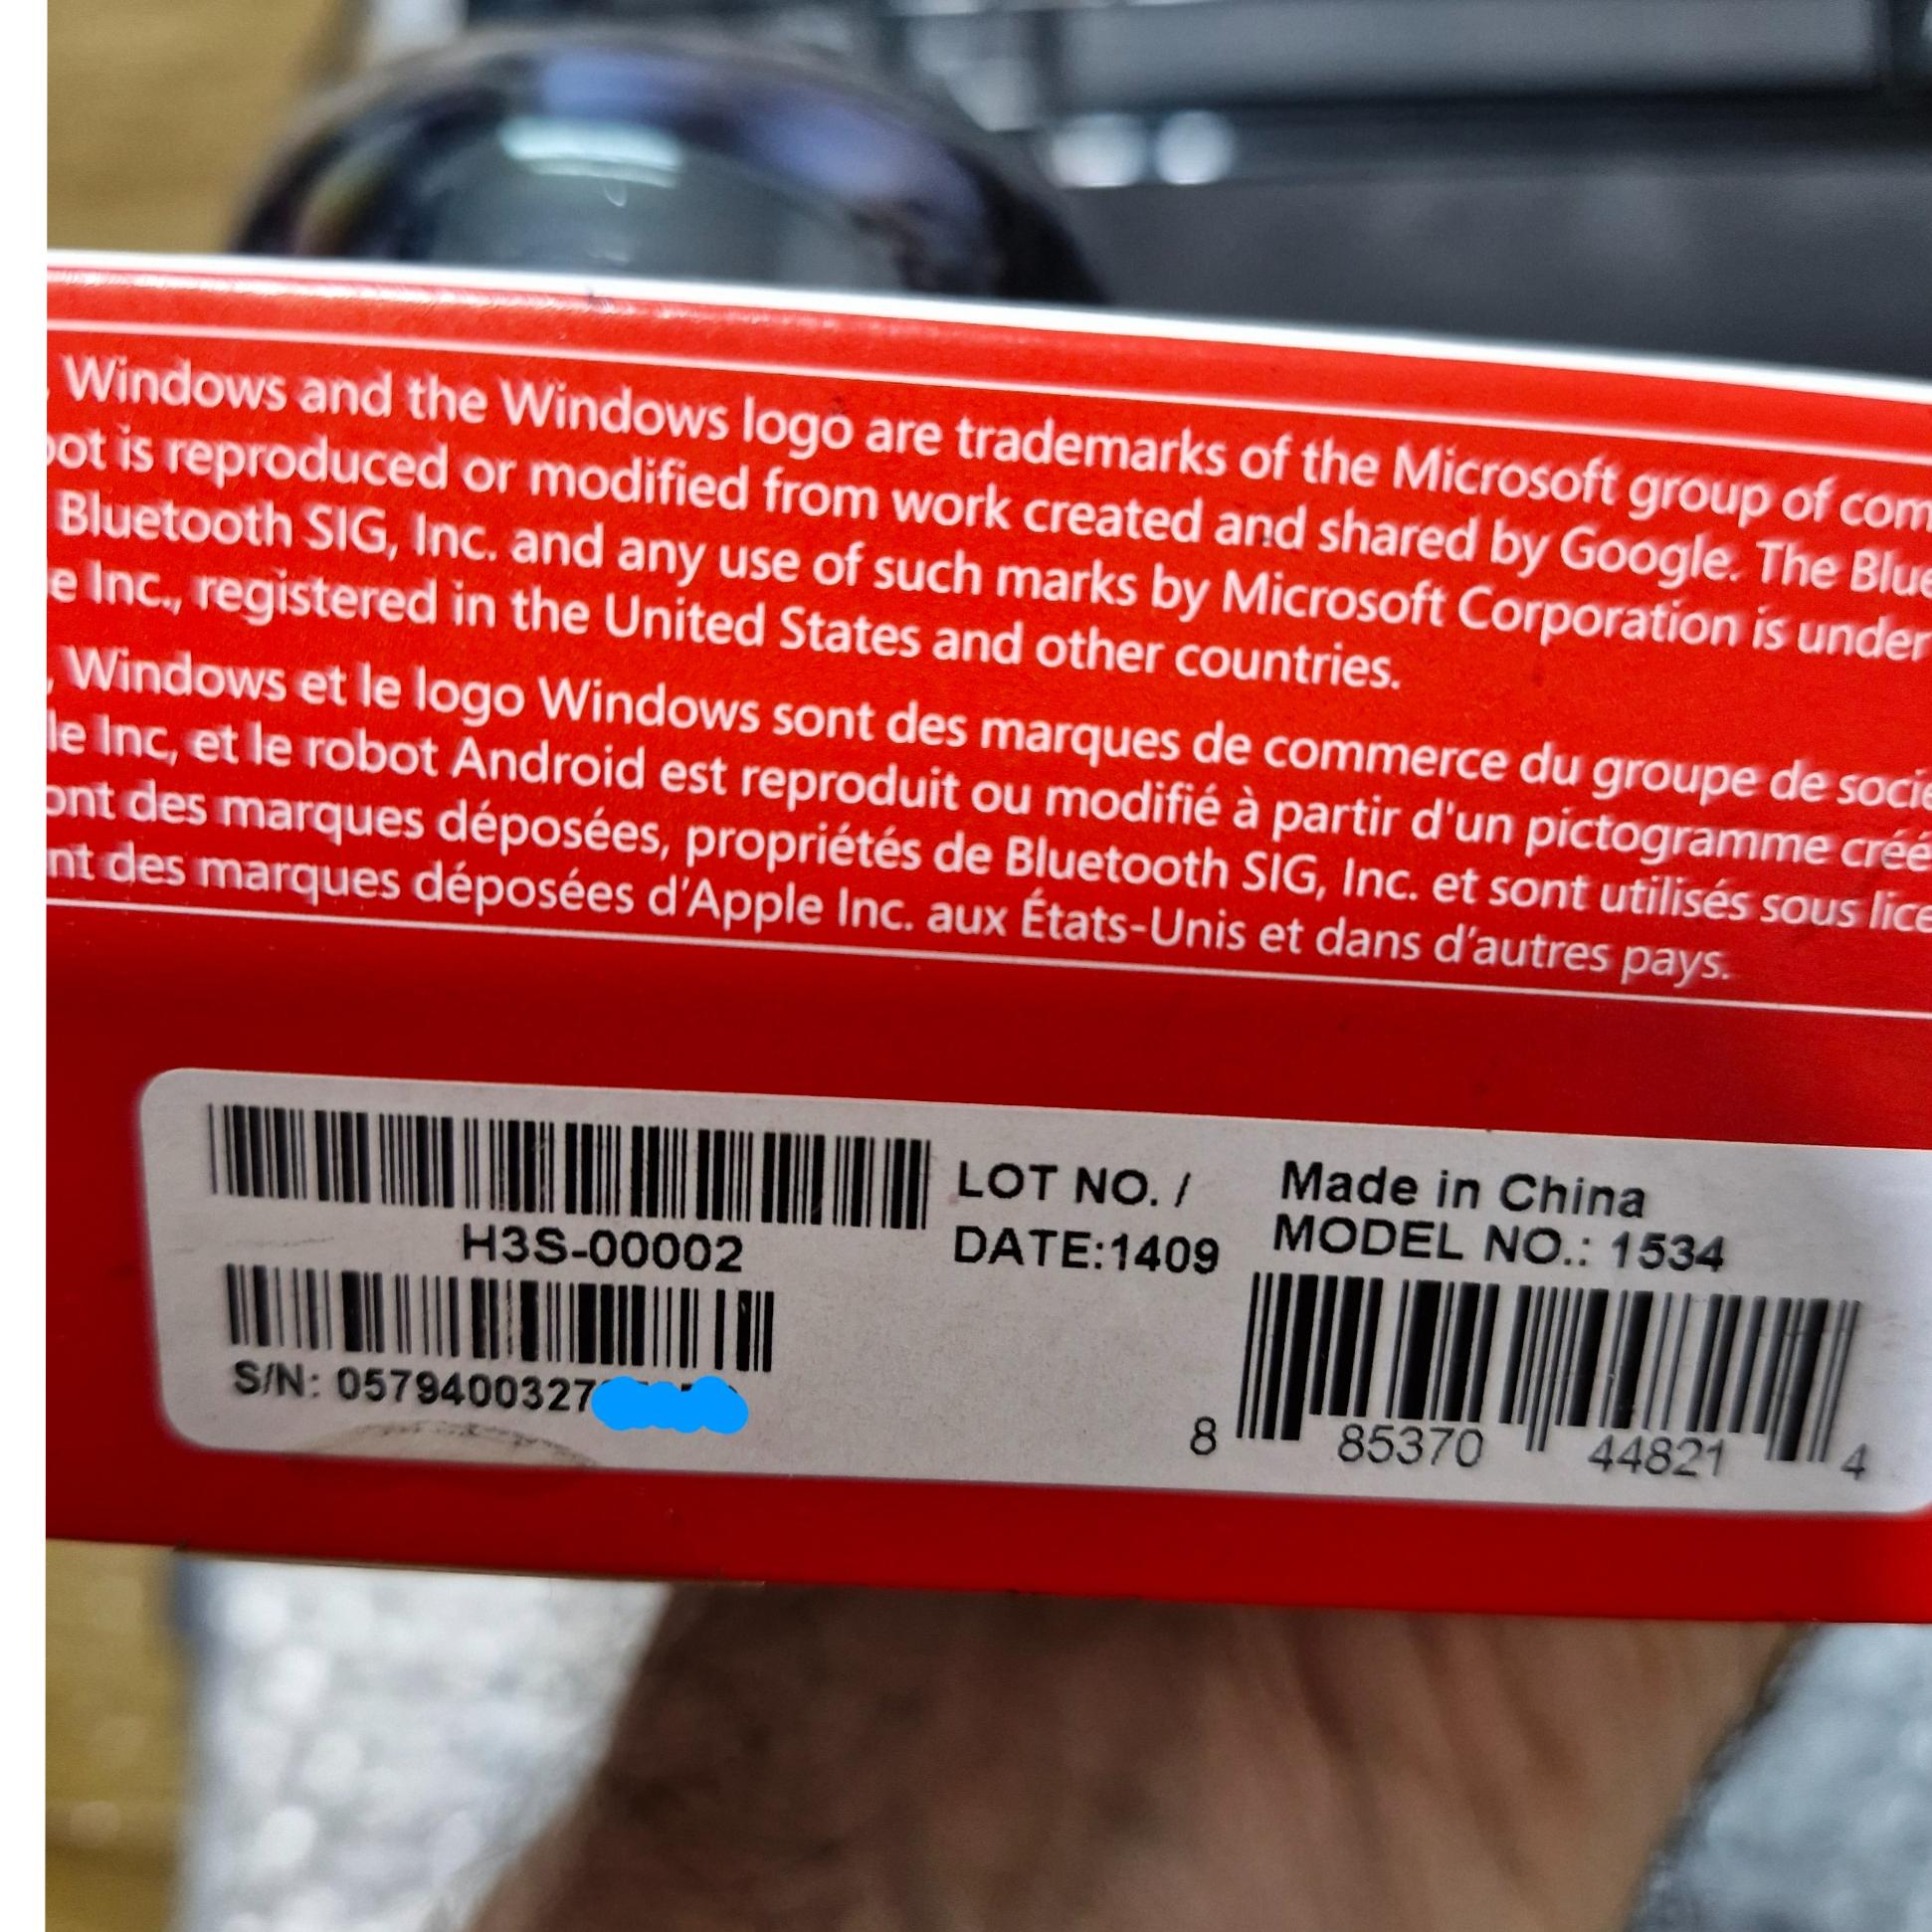 , Windows and the Windows logo are trademarks of the Microsoft group of com
bot is reproduced or modified from work created and shared by Google. The Blue
Bluetooth SIG, Inc. and any use of such marks by Microsoft Corporation is under
e Inc., registered in the United States and other countries.
, Windows et le logo Windows sont des marques de commerce du groupe de socié
le Inc, et le robot Android est reproduit ou modifié à partir d'un pictogramme créé
ont des marques déposées, propriétés de Bluetooth SIG, Inc. et sont utilisés sous lice
nt des marques déposées d'Apple Inc. aux États-Unis et dans d'autres pays.
H3S-00002
S/N: 0579400327
LOT NO. /
DATE:1409
Made in China
MODEL NO.: 1534
8 85370 44821 4